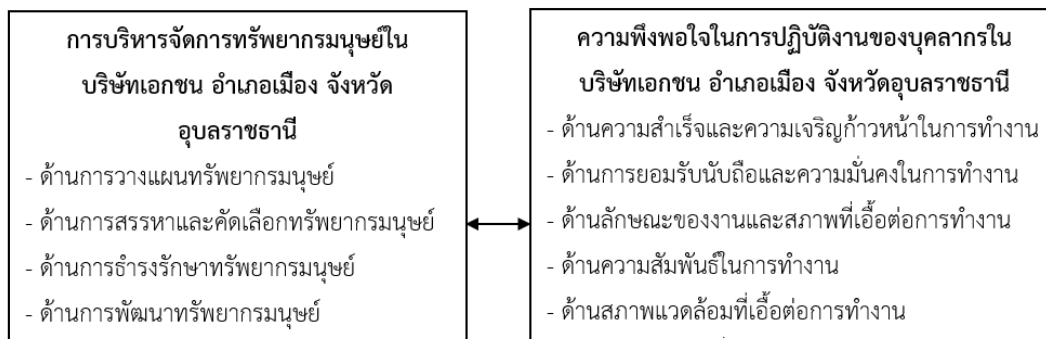 การบริหารจัดการทรัพยากรมนุษย์ใน
บริษัทเอกชน อำเภอเมือง จังหวัด
อุบลราชธานี
- ด้านการวางแผนทรัพยากรมนุษย์
- ด้านการสรรหาและคัดเลือกทรัพยากรมนุษย์
- ด้านการธำรงรักษาทรัพยากรมนุษย์
- ด้านการพัฒนาทรัพยากรมนุษย์
ความพึงพอใจในการปฏิบัติงานของบุคลากรใน
บริษัทเอกชน อำเภอเมือง จังหวัดอุบลราชธานี
- ด้านความสำเร็จและความเจริญก้าวหน้าในการทำงาน
- ด้านการยอมรับนับถือและความมั่นคงในการทำงาน
- ด้านลักษณะของงานและสภาพที่เอื้อต่อการทำงาน
- ด้านความสัมพันธ์ในการทำงาน
- ด้านสภาพแวดล้อมที่เอื้อต่อการทำงาน